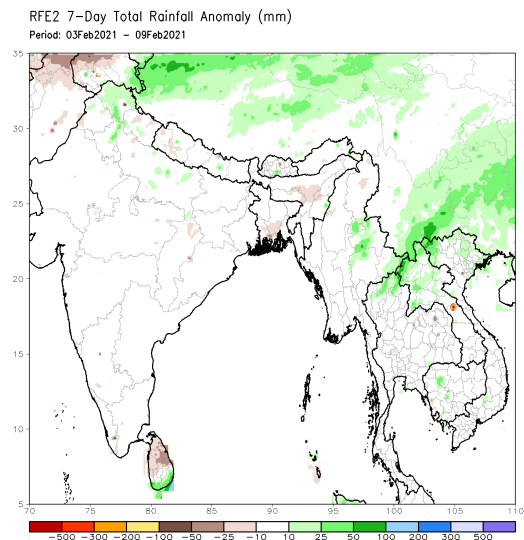 RFE2 7-Day Total Rainfall Anomaly (mm)
Period: 03Feb2021 - 09Feb2021
35
30
25
20
15
10
5
70 75 80 85 90 95 100 105 110
-500 -300 -200 -100 -50 -25 -10 10 25 50 100 200 300 500